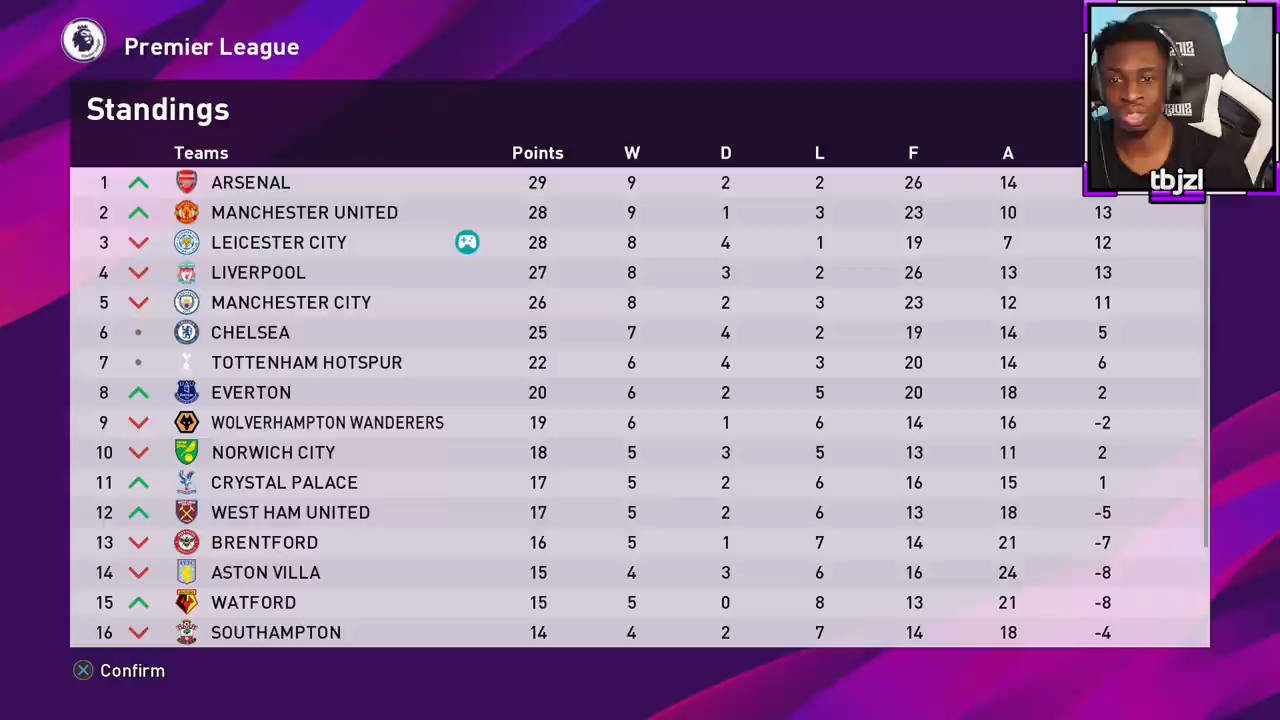 Premier League
Standings
Teams Points W D L F A
1 ARSENAL 29 9 2 2 26 14
2 MANCHESTER UNITED 28 9 1 3 23 10 13
3 LEICESTER CITY 28 8 4 1 19 7 12
4 LIVERPOOL 27 8 3 2 26 13 13
5 MANCHESTER CITY 26 8 2 3 23 12 11
6 CHELSEA 25 7 4 2 19 14 5
7 TOTTENHAM HOTSPUR 22 6 4 3 20 14 6
8 EVERTON 20 6 2 5 20 18 2
9 WOLVERHAMPTON WANDERERS 19 6 1 6 14 16 -2
10 NORWICH CITY 18 5 3 5 13 11 2
11 CRYSTAL PALACE 17 5 2 6 16 15 1
12 WEST HAM UNITED 17 5 2 6 13 18 -5
13 BRENTFORD 16 5 1 7 14 21 -7
14 ASTON VILLA 15 4 3 6 16 24 -8
15 WATFORD 15 5 0 8 13 21 -8
16 SOUTHAMPTON 14 4 2 7 14 18 -4
Confirm
tbjzl